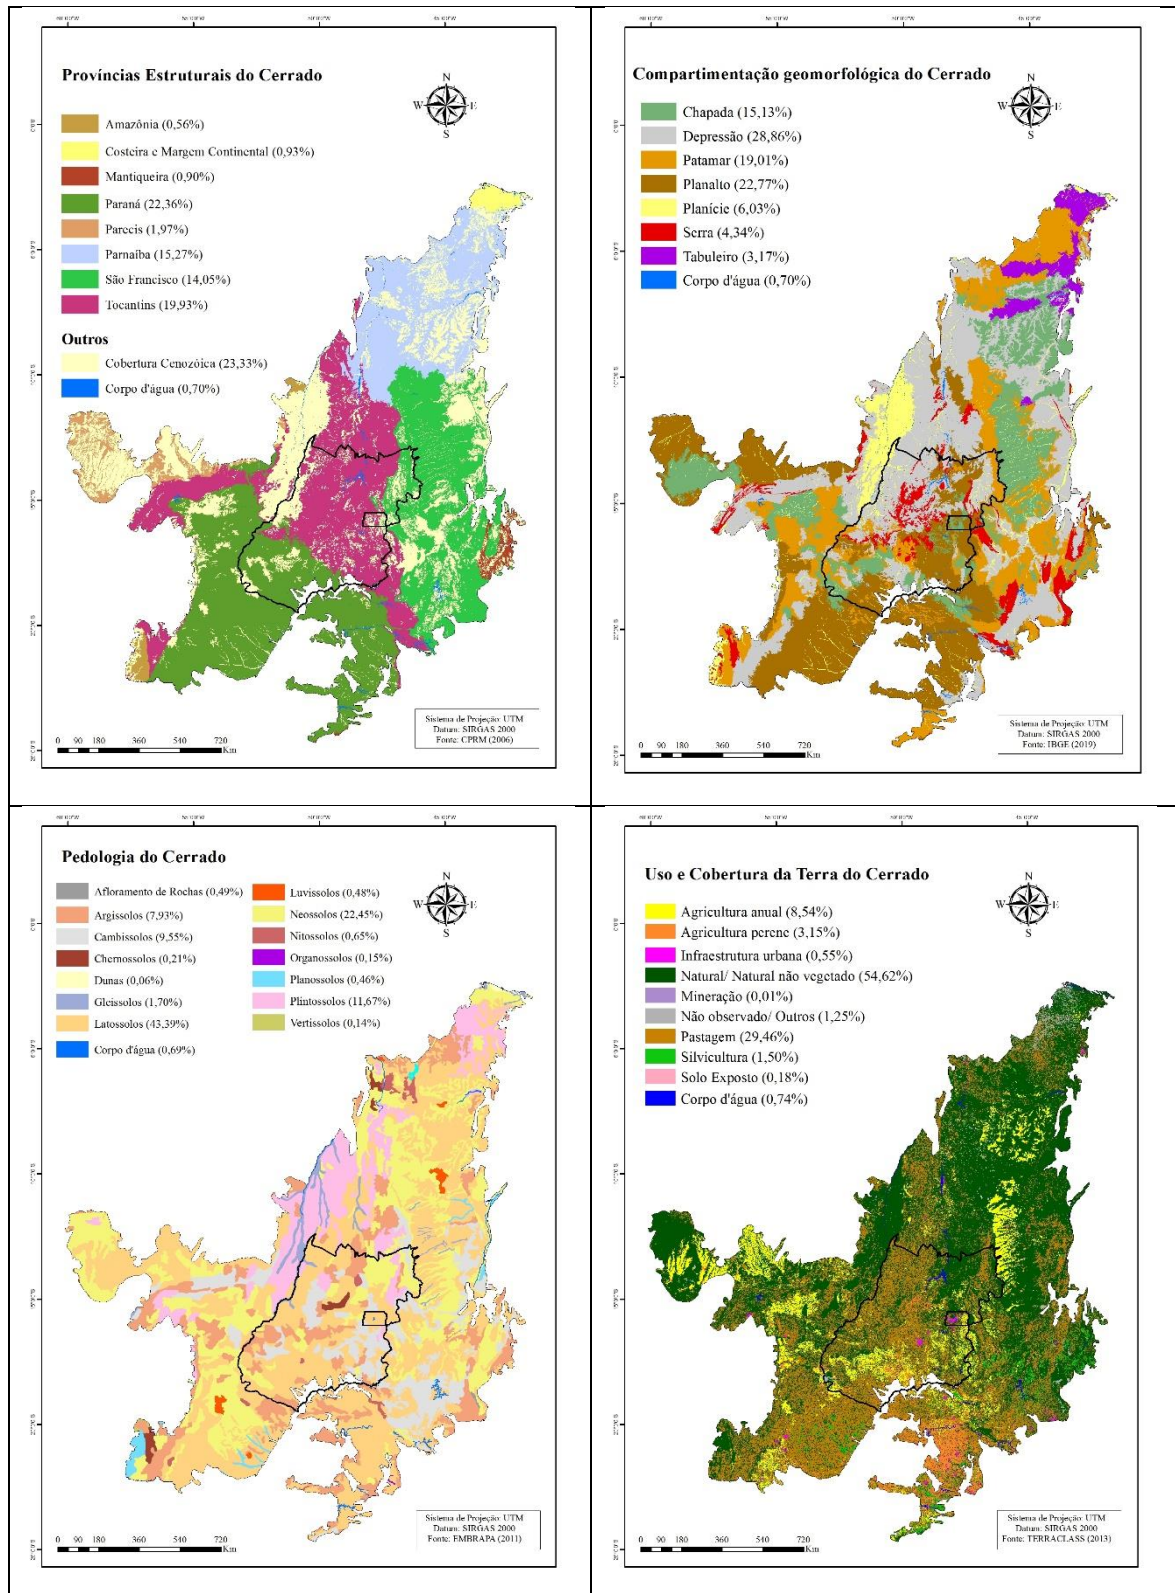 Províncias Estruturais do Cerrado
N
W
E
S
Amazônia (0,56%)
Costeira e Margem Continental (0,93%)
Mantiqueira (0,90%)
Paraná (22,36%)
Parecis (1,97%)
Parnaíba (15,27%)
São Francisco (14,05%)
Tocantins (19,93%)
Outros
Cobertura Cenozóica (23,33%)
Corpo d'água (0,70%)
Sistema de Projeção: UTM
Datum: SIRGAS 2000
Fonte: CPRM (2006)
0 90 180 360 540 720
Km
Compartimentação geomorfológica do Cerrado
N
W
E
S
Chapada (15,13%)
Depressão (28,86%)
Patamar (19,01%)
Planalto (22,77%)
Planície (6,03%)
Serra (4,34%)
Tabuleiro (3,17%)
Corpo d'água (0,70%)
Sistema de Projeção: UTM
Datum: SIRGAS 2000
Fonte: IBGE (2019)
0 90 180 360 540 720
Km
Pedologia do Cerrado
N
W
E
S
Afloramento de Rochas (0,49%)
Argissolos (7,93%)
Cambissolos (9,55%)
Chernossolos (0,21%)
Dunas (0,06%)
Gleissolos (1,70%)
Latossolos (43,39%)
Corpo d'água (0,69%)
Luvissolos (0,48%)
Neossolos (22,45%)
Nitossolos (0,65%)
Organossolos (0,15%)
Planossolos (0,46%)
Plintossolos (11,67%)
Vertissolos (0,14%)
Sistema de Projeção: UTM
Datum: SIRGAS 2000
Fonte: EMBRAPA (2011)
0 90 180 360 540 720
Km
Uso e Cobertura da Terra do Cerrado
N
W
E
S
Agricultura anual (8,54%)
Agricultura perene (3,15%)
Infraestrutura urbana (0,55%)
Natural/ Natural não vegetado (54,62%)
Mineração (0,01%)
Não observado/ Outros (1,25%)
Pastagem (29,46%)
Silvicultura (1,50%)
Solo Exposto (0,18%)
Corpo d'água (0,74%)
Sistema de Projeção: UTM
Datum: SIRGAS 2000
Fonte: TERRACLASS (2013)
0 90 180 360 540 720
Km